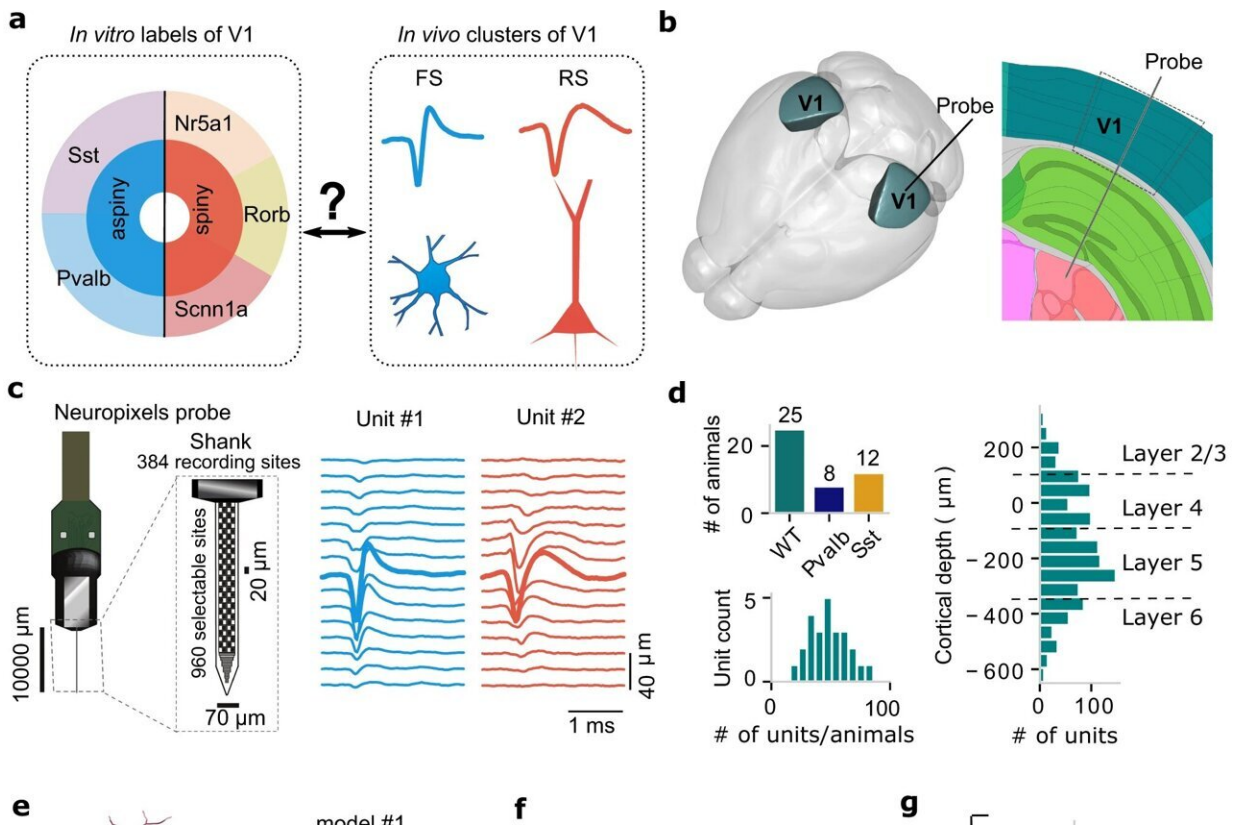 a
In vitro labels of V1
Sst
Nr5a1
aspiny
spiny
Rorb
Pvalb
Scnn1a
?
In vivo clusters of V1
FS
RS
b
V1
Probe
V1
Probe
V1
c
Neuropixels probe
Shank
384 recording sites
960 selectable sites
20 μm
10000 μm
70 μm
Unit #1
Unit #2
40 μm
1 ms
d
# of animals
20
0
25
8
12
WT
Pvalb
Sst
Unit count
5
0
0
100
# of units/animals
Cortical depth ( μm)
200
0
− 200
− 400
− 600
Layer 2/3
Layer 4
Layer 5
Layer 6
0
100
# of units
e
model #1
f
g